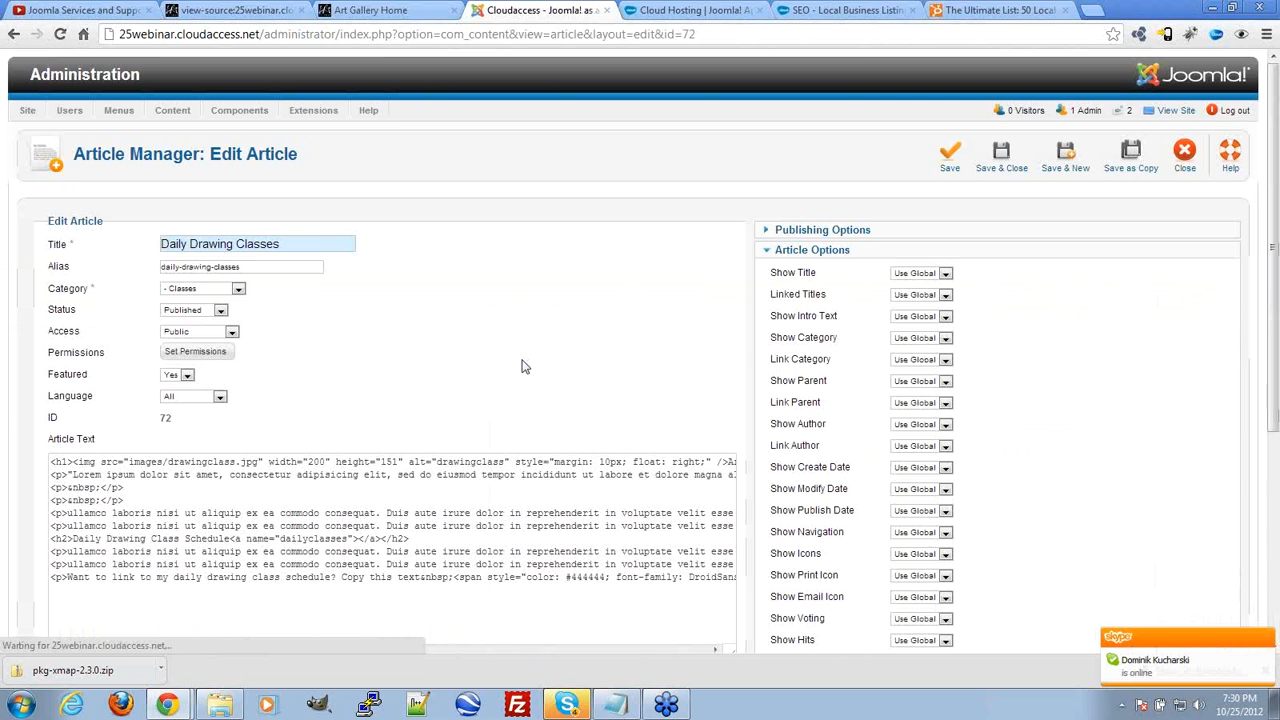 Joomla Services and Suppo
view-source:25webinar.clou
Art Gallery Home
Cloudaccess - Joomla! as a
Cloud Hosting | Joomla! Ap
SEO - Local Business Listing
The Ultimate List: 50 Local
25webinar.cloudaccess.net/administrator/index.php?option=com_content&view=article&layout=edit&id=72
Administration
Joomla!
Site Users Menus Content Components Extensions Help
0 Visitors 1 Admin 2 View Site Log out
Article Manager: Edit Article
Save Save & Close Save & New Save as Copy Close Help
Edit Article
Title * Daily Drawing Classes
Alias daily-drawing-classes
Category * - Classes
Status Published
Access Public
Permissions Set Permissions
Featured Yes
Language All
ID 72
Article Text
<h1><img src="images/drawingclass.jpg" width="200" height="151" alt="drawingclass" style="margin: 10px; float: right;" />
<p>"Lorem ipsum dolor sit amet, consectetur adipisicing elit, sed do eiusmod tempor incididunt ut labore et dolore magna al
<p>&nbsp;</p>
<p>&nbsp;</p>
<p>ullamco laboris nisi ut aliquip ex ea commodo consequat. Duis aute irure dolor in reprehenderit in voluptate velit esse
<p>ullamco laboris nisi ut aliquip ex ea commodo consequat. Duis aute irure dolor in reprehenderit in voluptate velit esse
<h2>Daily Drawing Class Schedul<a name="dailyclasses"></a></h2>
<p>ullamco laboris nisi ut aliquip ex ea commodo consequat. Duis aute irure dolor in reprehenderit in voluptate velit esse
<p>ullamco laboris nisi ut aliquip ex ea commodo consequat. Duis aute irure dolor in reprehenderit in voluptate velit esse
<p>Want to link to my daily drawing class schedule? Copy this text&nbsp;<span style="color: #444444; font-family: DroidSans
Publishing Options
Article Options
Show Title Use Global
Linked Titles Use Global
Show Intro Text Use Global
Show Category Use Global
Link Category Use Global
Show Parent Use Global
Link Parent Use Global
Show Author Use Global
Link Author Use Global
Show Create Date Use Global
Show Modify Date Use Global
Show Publish Date Use Global
Show Navigation Use Global
Show Icons Use Global
Show Print Icon Use Global
Show Email Icon Use Global
Show Voting Use Global
Show Hits Use Global
Waiting for 25webinar.cloudaccess.net...
pkg-xmap-2.3.0.zip
skype
Dominik Kucharski
is online
7:30 PM
10/25/2012